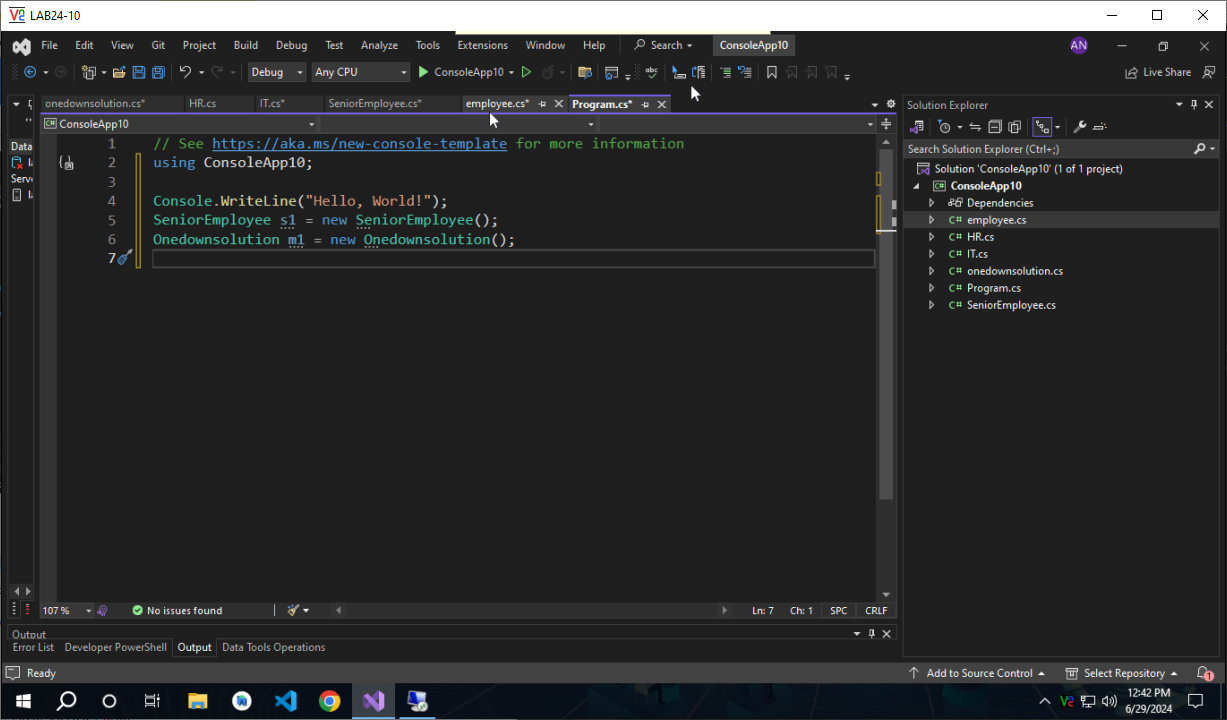 LAB24-10
File Edit View Git Project Build Debug Test Analyze Tools Extensions Window Help Search ConsoleApp10 AN
Debug Any CPU ConsoleApp10 Live Share
onedownsolution.cs* HR.cs IT.cs* SeniorEmployee.cs* employee.cs* Program.cs*
ConsoleApp10
Data
Serv
1 // See https://aka.ms/new-console-template for more information
2 using ConsoleApp10;
3
4 Console.WriteLine("Hello, World!");
5 SeniorEmployee s1 = new SeniorEmployee();
6 Onedownsolution m1 = new Onedownsolution();
7
107 % No issues found Ln: 7 Ch: 1 SPC CRLF
Output
Error List Developer PowerShell Output Data Tools Operations
Solution Explorer
Search Solution Explorer (Ctrl+;)
Solution 'ConsoleApp10' (1 of 1 project)
C# ConsoleApp10
Dependencies
C# employee.cs
C# HR.cs
C# IT.cs
C# onedownsolution.cs
C# Program.cs
C# SeniorEmployee.cs
Ready Add to Source Control Select Repository 1
12:42 PM
6/29/2024